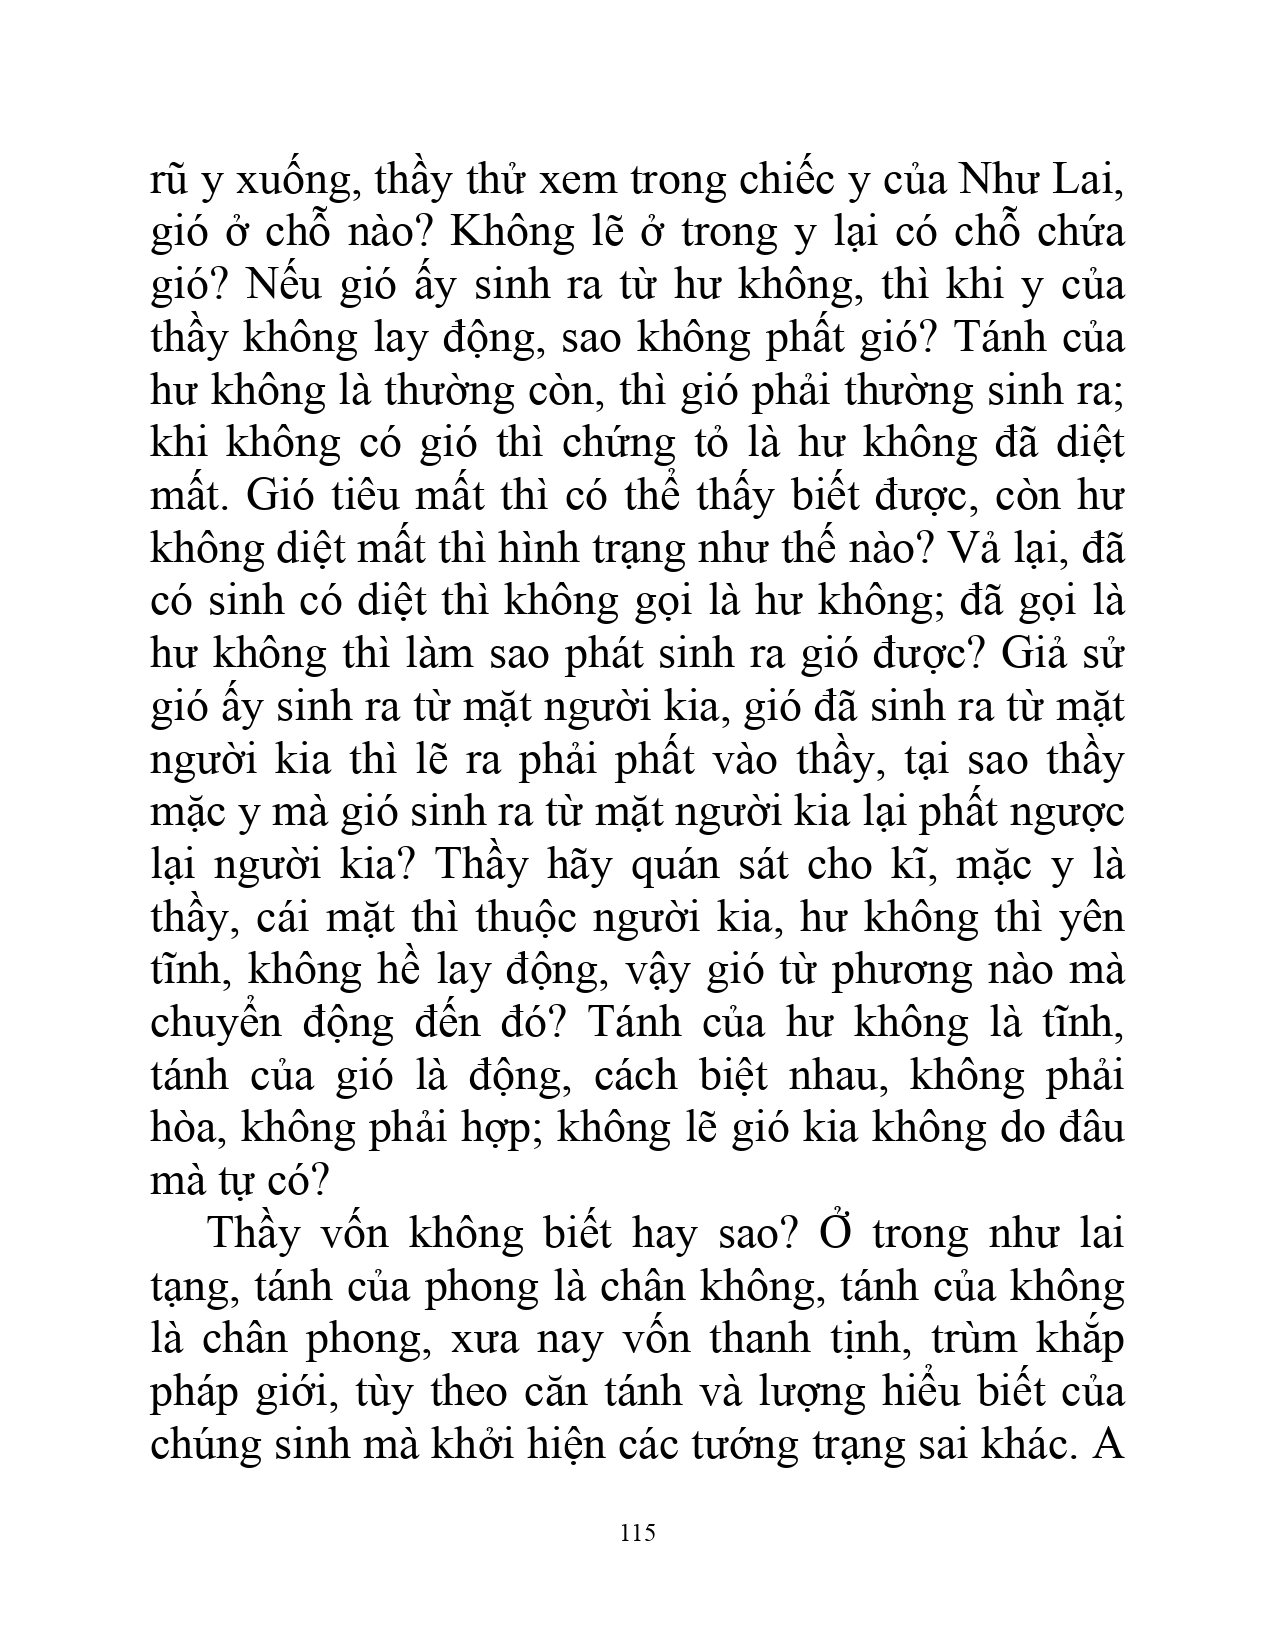 rũ y xuống, thầy thử xem trong chiếc y của Như Lai,
gió ở chỗ nào? Không lẽ ở trong y lại có chỗ chứa
gió? Nếu gió ấy sinh ra từ hư không, thì khi y của
thầy không lay động, sao không phất gió? Tánh của
hư không là thường còn, thì gió phải thường sinh ra;
khi không có gió thì chứng tỏ là hư không đã diệt
mất. Gió tiêu mất thì có thể thấy biết được, còn hư
không diệt mất thì hình trạng như thế nào? Vả lại, đã
có sinh có diệt thì không gọi là hư không; đã gọi là
hư không thì làm sao phát sinh ra gió được? Giả sử
gió ấy sinh ra từ mặt người kia, gió đã sinh ra từ mặt
người kia thì lẽ ra phải phất vào thầy, tại sao thầy
mặc y mà gió sinh ra từ mặt người kia lại phất ngược
lại người kia? Thầy hãy quán sát cho kĩ, mặc y là
thầy, cái mặt thì thuộc người kia, hư không thì yên
tĩnh, không hề lay động, vậy gió từ phương nào mà
chuyển động đến đó? Tánh của hư không là tĩnh,
tánh của gió là động, cách biệt nhau, không phải
hòa, không phải hợp; không lẽ gió kia không do đâu
mà tự có?
Thầy vốn không biết hay sao? Ở trong như lai
tạng, tánh của phong là chân không, tánh của không
là chân phong, xưa nay vốn thanh tịnh, trùm khắp
pháp giới, tùy theo căn tánh và lượng hiểu biết của
chúng sinh mà khởi hiện các tướng trạng sai khác. A
115